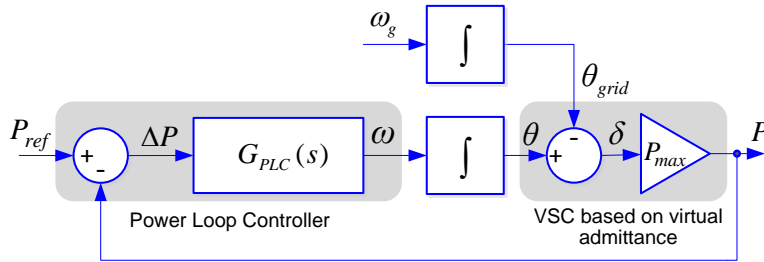 ω_g
∫
θ_grid
P_ref
+
-
ΔP
G_PLC(s)
ω
∫
θ
+
-
δ
P_max
P
Power Loop Controller
VSC based on virtual
admittance